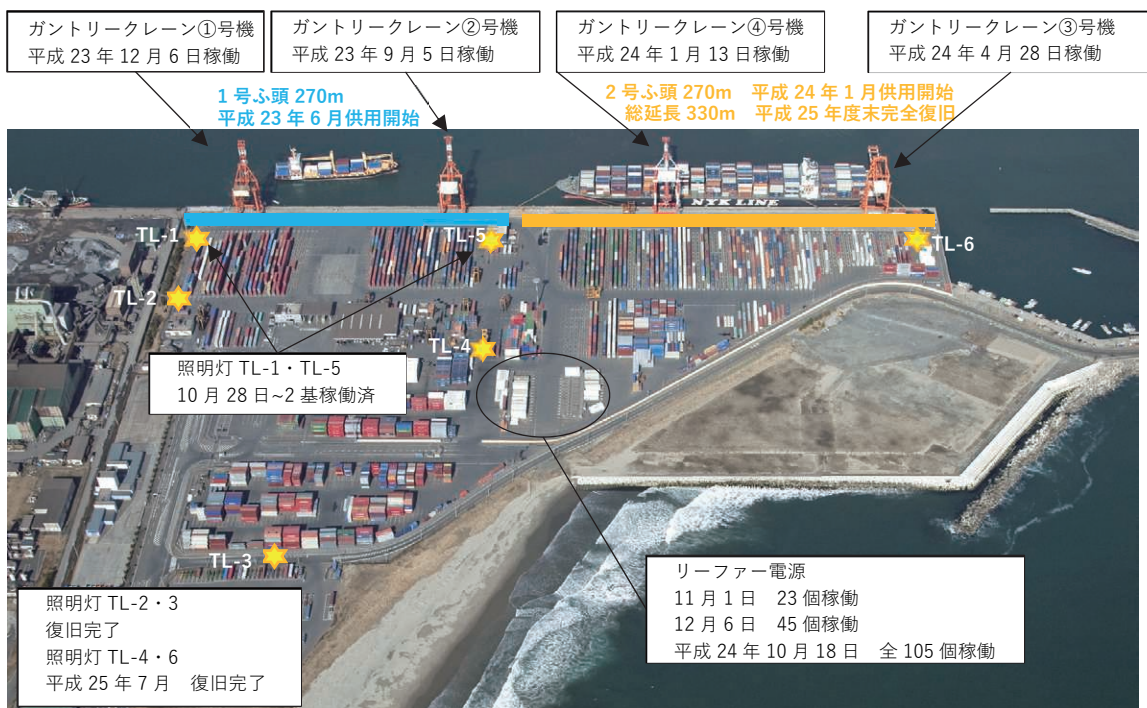 ガントリークレーン①号機
平成 23 年 12 月 6 日稼働
ガントリークレーン②号機
平成 23 年 9 月 5 日稼働
ガントリークレーン④号機
平成 24 年 1 月 13 日稼働
ガントリークレーン③号機
平成 24 年 4 月 28 日稼働
1 号ふ頭 270m
平成 23 年 6 月供用開始
2 号ふ頭 270m　平成 24 年 1 月供用開始
総延長 330m　平成 25 年度末完全復旧
NYK LINE
TL-1
TL-5
TL-6
TL-2
TL-4
照明灯 TL-1・TL-5
10 月 28 日~2 基稼働済
TL-3
リーファー電源
11 月 1 日　23 個稼働
12 月 6 日　45 個稼働
平成 24 年 10 月 18 日　全 105 個稼働
照明灯 TL-2・3
復旧完了
照明灯 TL-4・6
平成 25 年 7 月　復旧完了